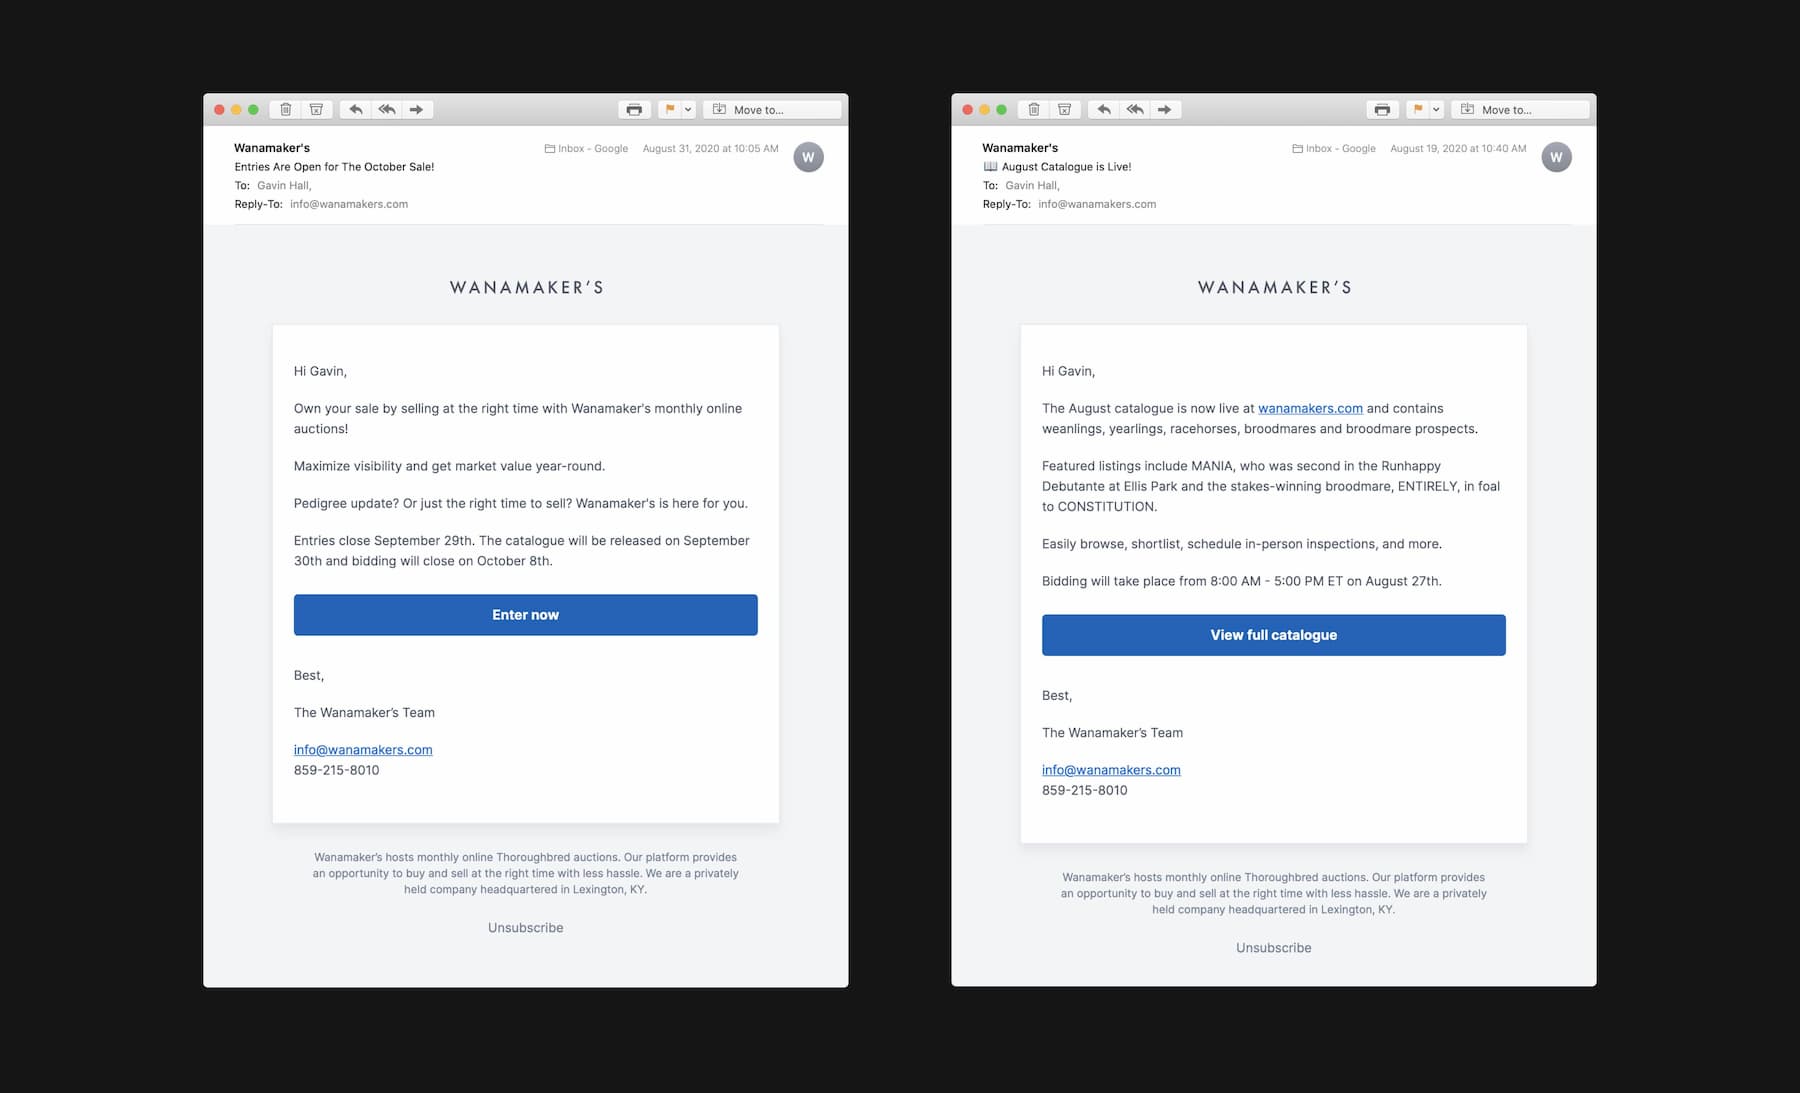 Move to...
Wanamaker's
Inbox - Google August 31, 2020 at 10:05 AM
W
Entries Are Open for The October Sale!
To: Gavin Hall,
Reply-To: info@wanamakers.com
WANAMAKER’S
Hi Gavin,
Own your sale by selling at the right time with Wanamaker's monthly online
auctions!
Maximize visibility and get market value year-round.
Pedigree update? Or just the right time to sell? Wanamaker's is here for you.
Entries close September 29th. The catalogue will be released on September
30th and bidding will close on October 8th.
Enter now
Best,
The Wanamaker’s Team
info@wanamakers.com
859-215-8010
Wanamaker’s hosts monthly online Thoroughbred auctions. Our platform provides
an opportunity to buy and sell at the right time with less hassle. We are a privately
held company headquartered in Lexington, KY.
Unsubscribe
Move to...
Wanamaker's
Inbox - Google August 19, 2020 at 10:40 AM
W
📖 August Catalogue is Live!
To: Gavin Hall,
Reply-To: info@wanamakers.com
WANAMAKER’S
Hi Gavin,
The August catalogue is now live at wanamakers.com and contains
weanlings, yearlings, racehorses, broodmares and broodmare prospects.
Featured listings include MANIA, who was second in the Runhappy
Debutante at Ellis Park and the stakes-winning broodmare, ENTIRELY, in foal
to CONSTITUTION.
Easily browse, shortlist, schedule in-person inspections, and more.
Bidding will take place from 8:00 AM - 5:00 PM ET on August 27th.
View full catalogue
Best,
The Wanamaker’s Team
info@wanamakers.com
859-215-8010
Wanamaker’s hosts monthly online Thoroughbred auctions. Our platform provides
an opportunity to buy and sell at the right time with less hassle. We are a privately
held company headquartered in Lexington, KY.
Unsubscribe